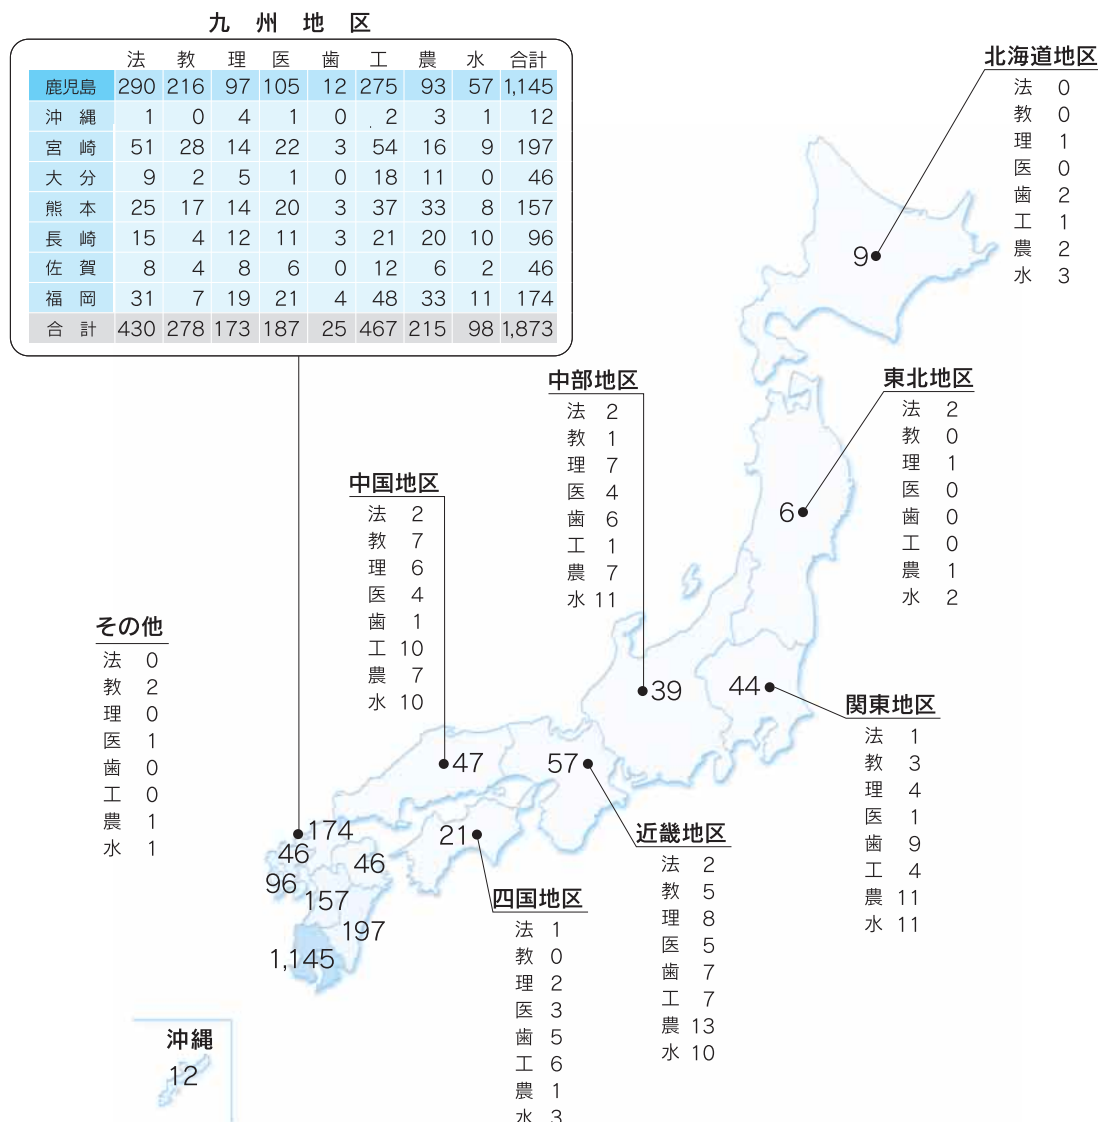 九 州 地 区
法 教 理 医 歯 工 農 水 合計
鹿児島 290 216 97 105 12 275 93 57 1,145
沖 縄 1 0 4 1 0 2 3 1 12
宮 崎 51 28 14 22 3 54 16 9 197
大 分 9 2 5 1 0 18 11 0 46
熊 本 25 17 14 20 3 37 33 8 157
長 崎 15 4 12 11 3 21 20 10 96
佐 賀 8 4 8 6 0 12 6 2 46
福 岡 31 7 19 21 4 48 33 11 174
合 計 430 278 173 187 25 467 215 98 1,873
北海道地区
法 0
教 0
理 1
医 0
歯 2
工 1
農 2
水 3
9
東北地区
法 2
教 0
理 1
医 0
歯 0
工 0
農 1
水 2
6
中部地区
法 2
教 1
理 7
医 4
歯 6
工 1
農 7
水 11
39
中国地区
法 2
教 7
理 6
医 4
歯 1
工 10
農 7
水 10
47
その他
法 0
教 2
理 0
医 1
歯 0
工 0
農 1
水 1
44
関東地区
法 1
教 3
理 4
医 1
歯 9
工 4
農 11
水 11
57
近畿地区
法 2
教 5
理 8
医 5
歯 7
工 7
農 13
水 10
21
四国地区
法 1
教 0
理 2
医 3
歯 5
工 6
農 1
水 3
174
46
46
96
157
197
1,145
沖縄
12